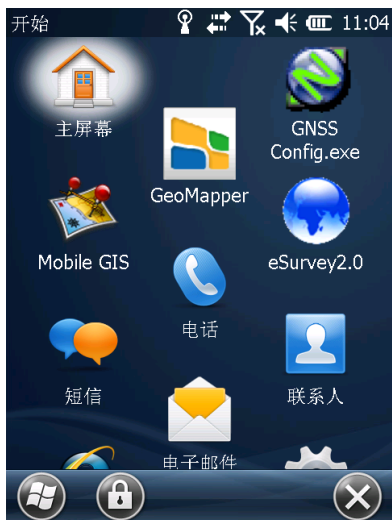 开始 11:04
主屏幕
GNSS
Config.exe
GeoMapper
Mobile GIS
eSurvey2.0
电话
短信
联系人
电子邮件